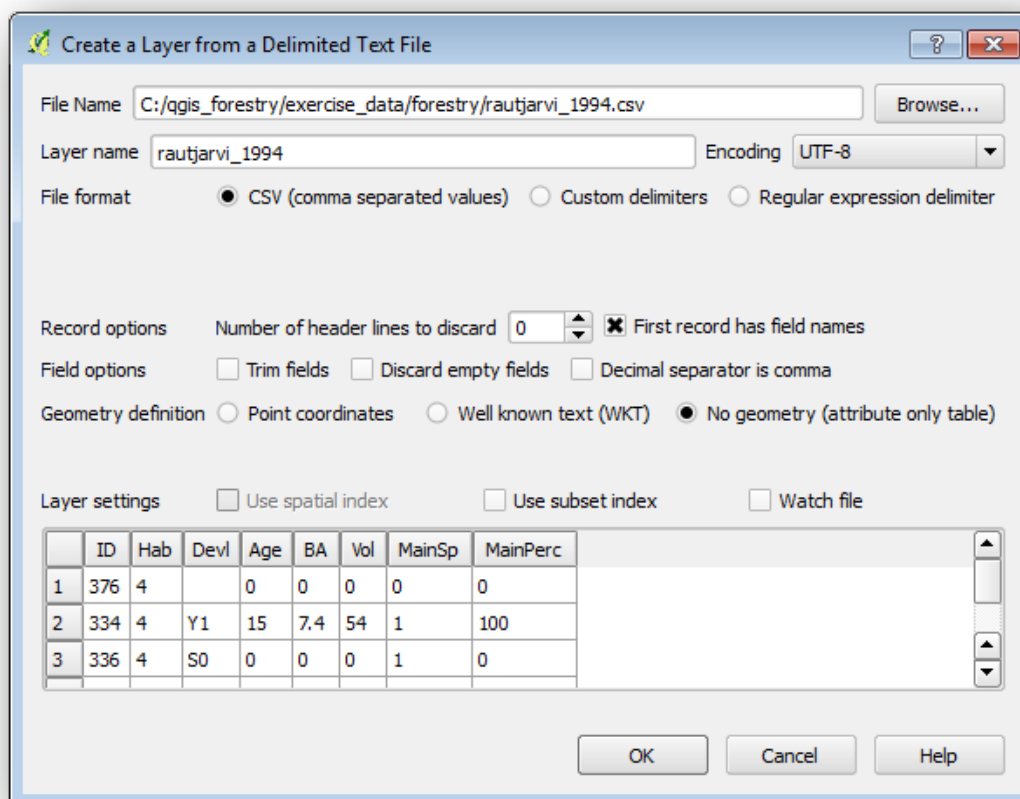 Create a Layer from a Delimited Text File
File Name C:/qgis_forestry/exercise_data/forestry/rautjarvi_1994.csv Browse...
Layer name rautjarvi_1994 Encoding UTF-8
File format CSV (comma separated values) Custom delimiters Regular expression delimiter
Record options Number of header lines to discard 0 First record has field names
Field options Trim fields Discard empty fields Decimal separator is comma
Geometry definition Point coordinates Well known text (WKT) No geometry (attribute only table)
Layer settings Use spatial index Use subset index Watch file
ID Hab Devl Age BA Vol MainSp MainPerc
1 376 4 0 0 0 0 0
2 334 4 Y1 15 7.4 54 1 100
3 336 4 S0 0 0 0 1 0
OK Cancel Help